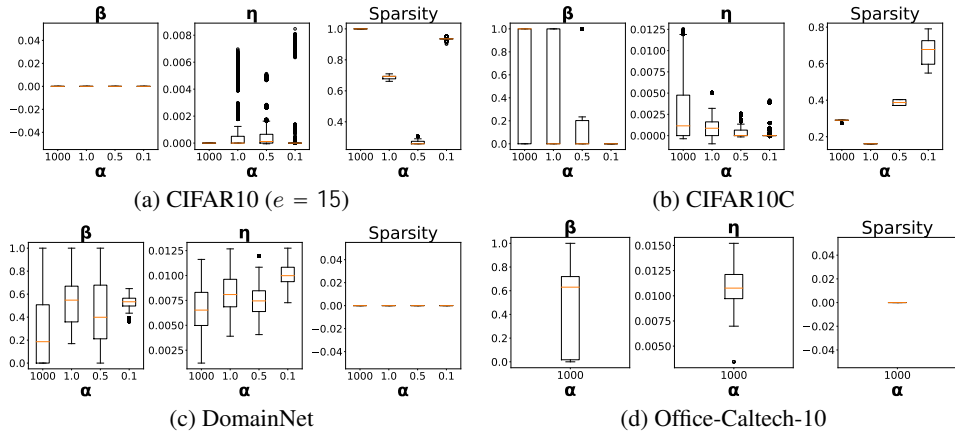 β η Sparsity
0.04 0.02 0.00 −0.02 −0.04
0.008 0.006 0.004 0.002 0.000
1.0 0.8 0.6 0.4
1000 1.0 0.5 0.1
1000 1.0 0.5 0.1
1000 1.0 0.5 0.1
α α α
(a) CIFAR10 (e = 15)
β η Sparsity
1.0 0.8 0.6 0.4 0.2 0.0
0.0125 0.0100 0.0075 0.0050 0.0025 0.0000
0.8 0.6 0.4 0.2
1000 1.0 0.5 0.1
1000 1.0 0.5 0.1
1000 1.0 0.5 0.1
α α α
(b) CIFAR10C
β η Sparsity
1.0 0.8 0.6 0.4 0.2 0.0
0.0125 0.0100 0.0075 0.0050 0.0025
0.04 0.02 0.00 −0.02 −0.04
1000 1.0 0.5 0.1
1000 1.0 0.5 0.1
1000 1.0 0.5 0.1
α α α
(c) DomainNet
β η Sparsity
1.0 0.8 0.6 0.4 0.2 0.0
0.0150 0.0125 0.0100 0.0075 0.0050
0.04 0.02 0.00 −0.02 −0.04
1000 1000 1000
α α α
(d) Office-Caltech-10